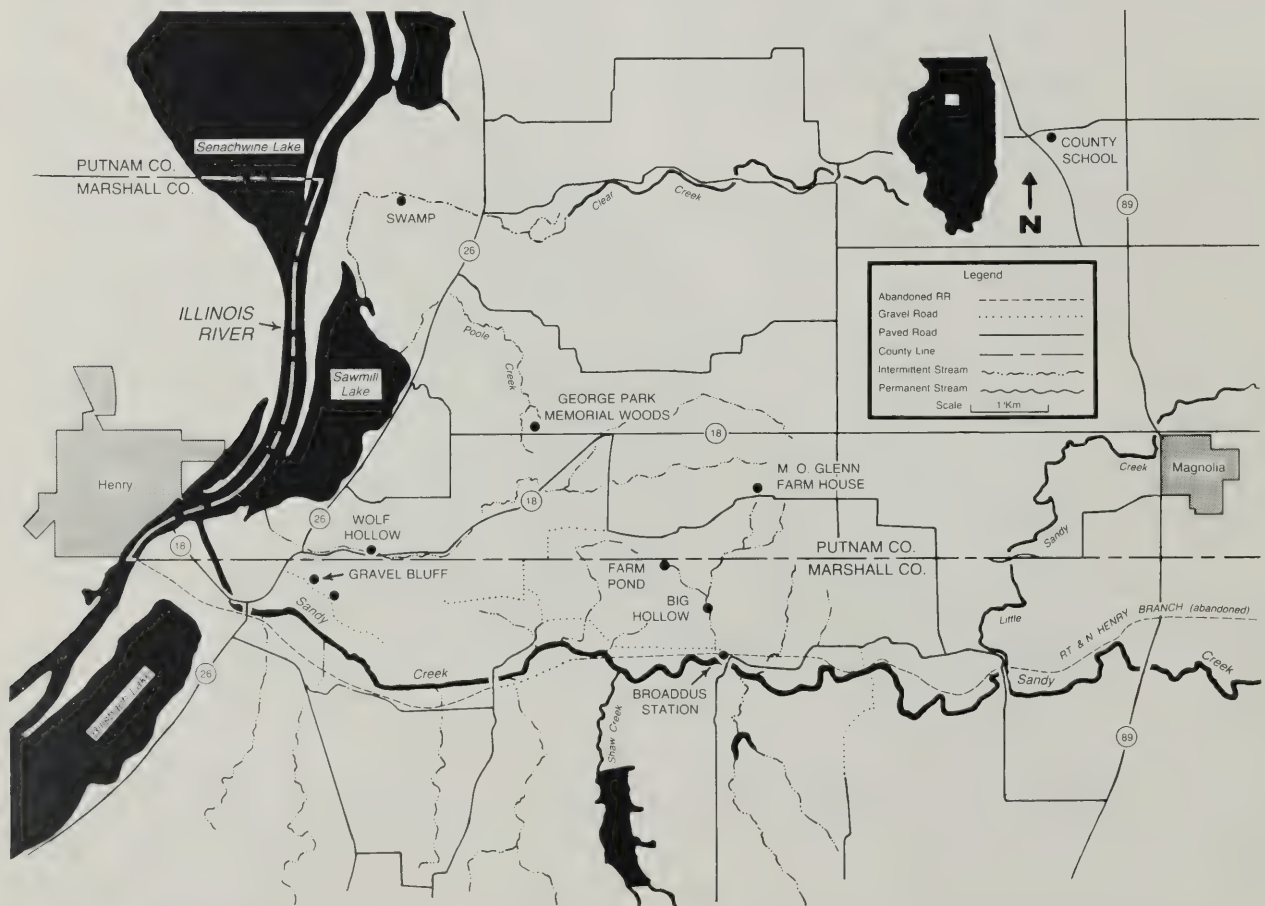 Senachwine Lake
PUTNAM CO.
MARSHALL CO.
SWAMP
Clear
Creek
COUNTY
SCHOOL
N
89
26
ILLINOIS
RIVER
Legend
Abandoned RR
Gravel Road
Paved Road
County Line
Intermittent Stream
Permanent Stream
Scale 1 Km
Poole
Creek
Sawmill
Lake
GEORGE PARK
MEMORIAL WOODS
18
Creek
Magnolia
Henry
M. O. GLENN
FARM HOUSE
18
26
WOLF
HOLLOW
18
Sandy
PUTNAM CO.
MARSHALL CO.
GRAVEL BLUFF
FARM
POND
BIG
HOLLOW
Sandy
Little
R.T. & N. HENRY BRANCH (abandoned)
Creek
Sandy
Creek
26
Lake
BROADDUS
STATION
Shaw Creek
89